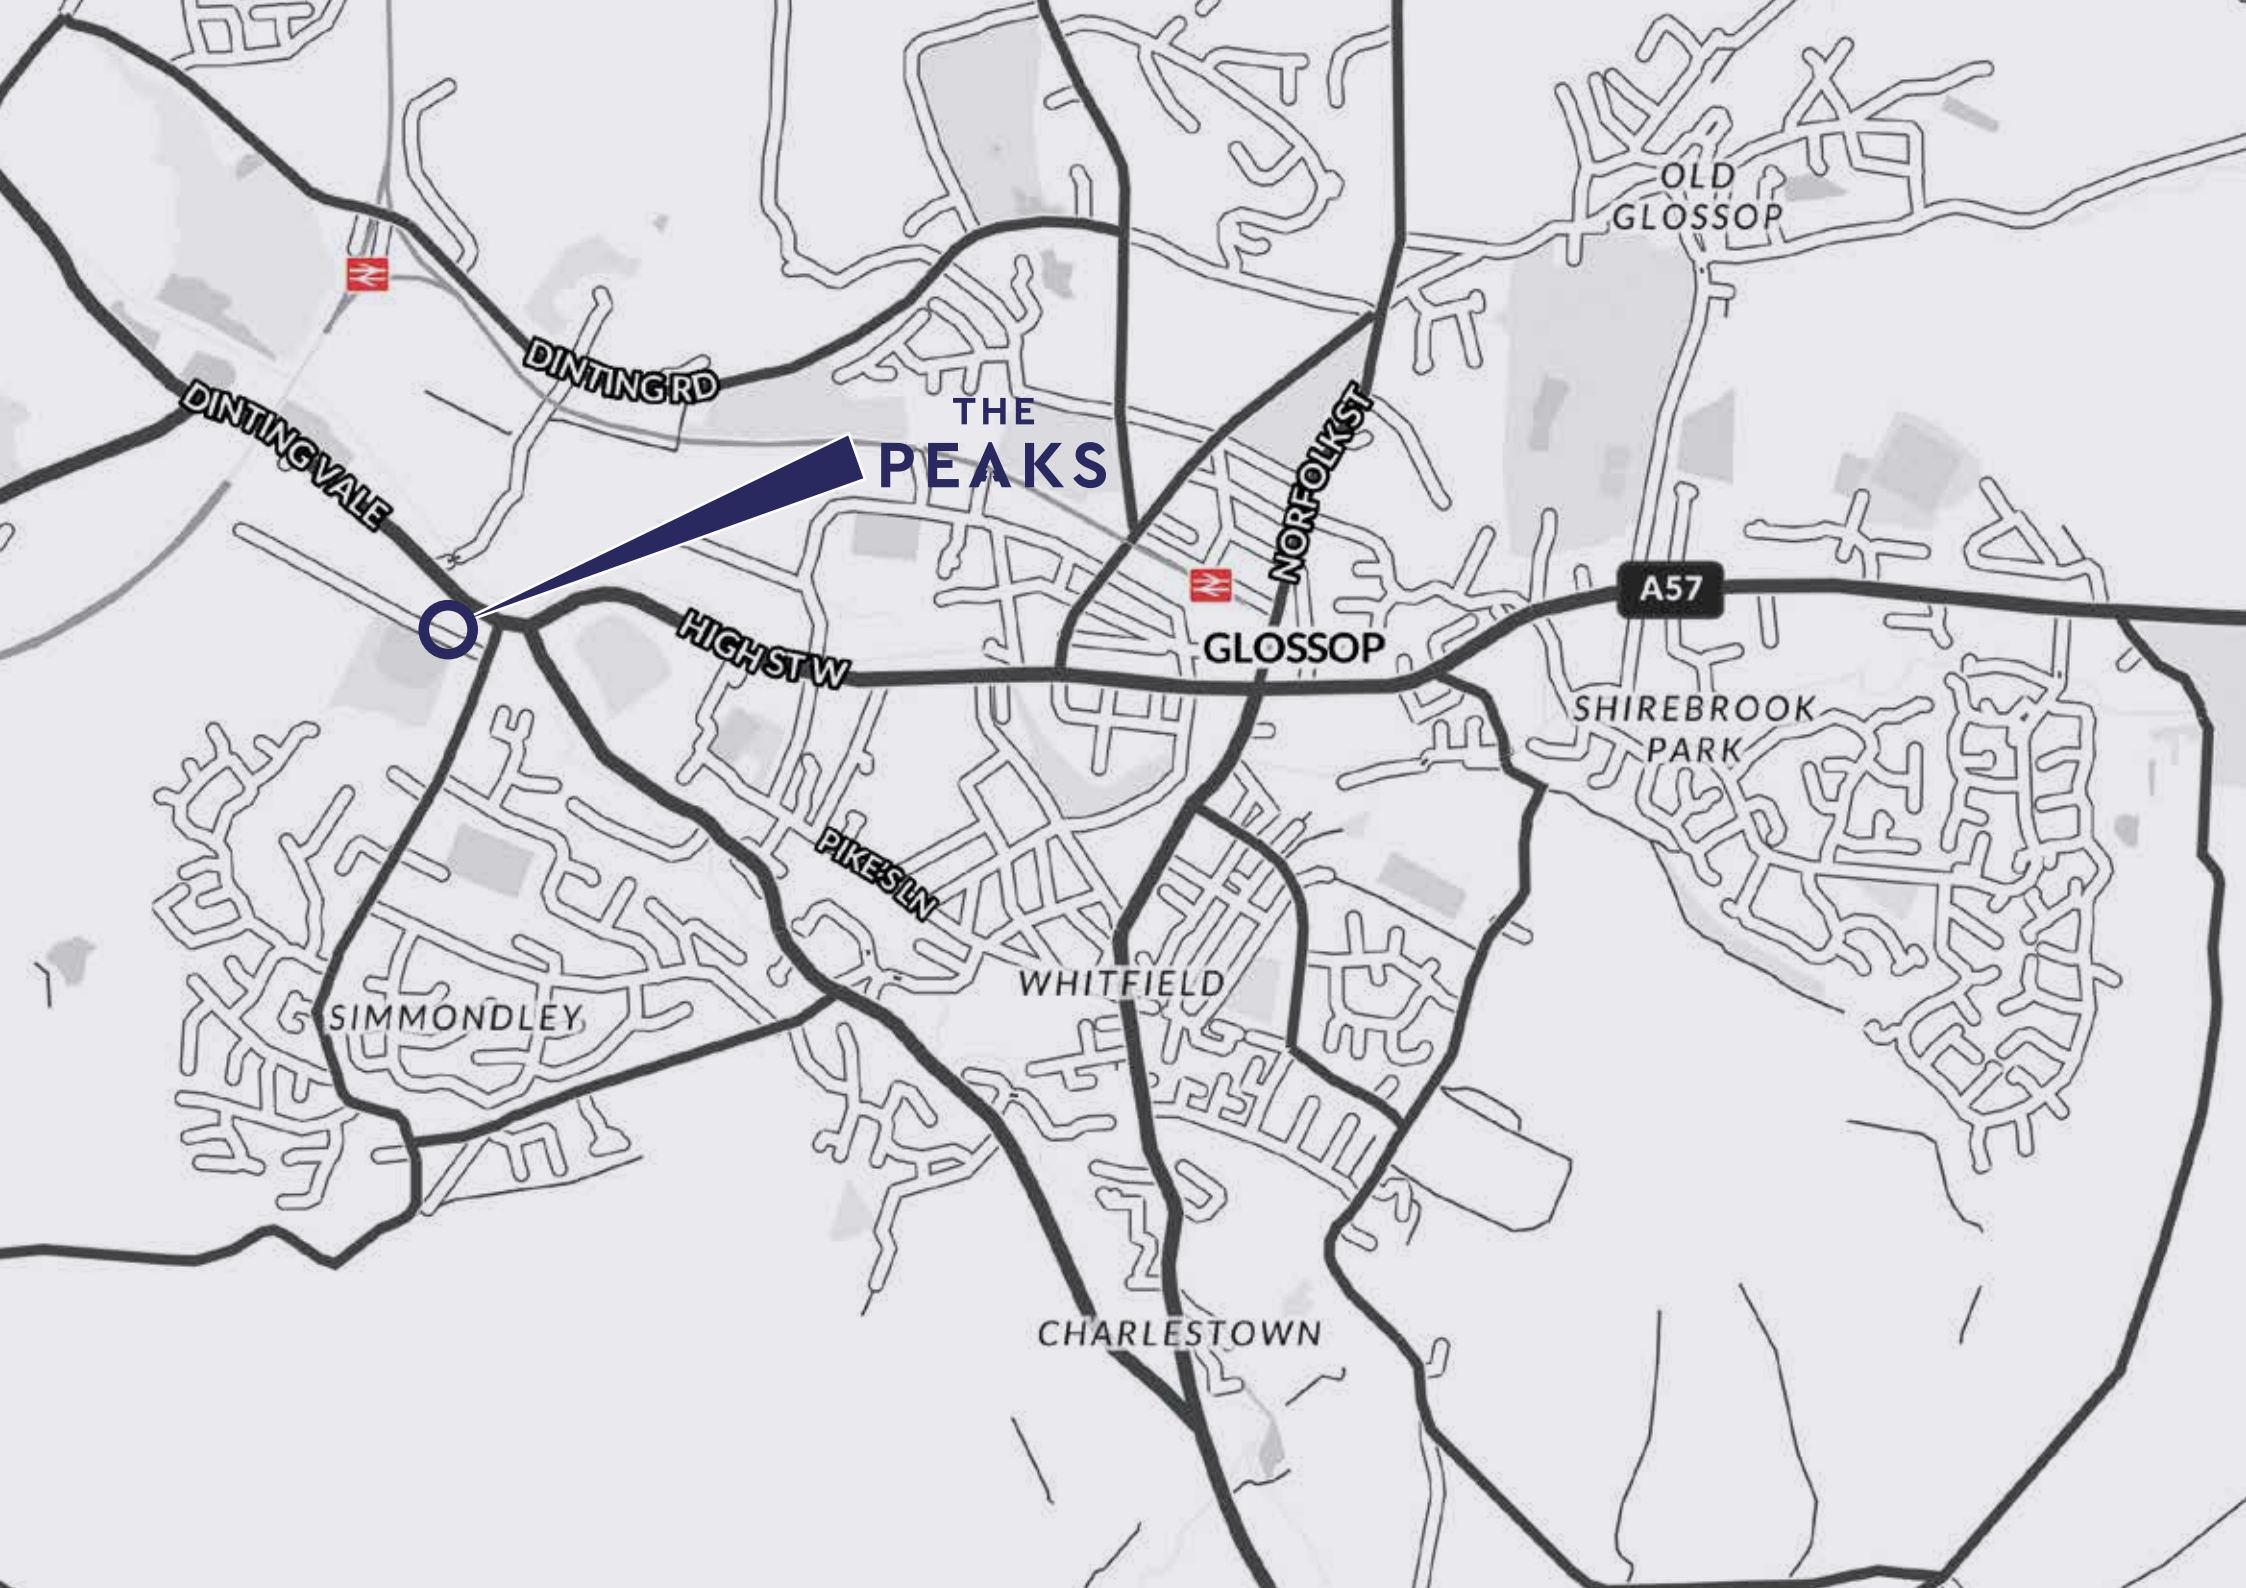 OLD
GLOSSOP
DINTING RD
THE
PEAKS
DINTING VALE
NORFOLK ST
A57
HIGH ST W
GLOSSOP
SHIREBROOK
PARK
PIKE'S LN
WHITFIELD
SIMMONDLEY
CHARLESTOWN